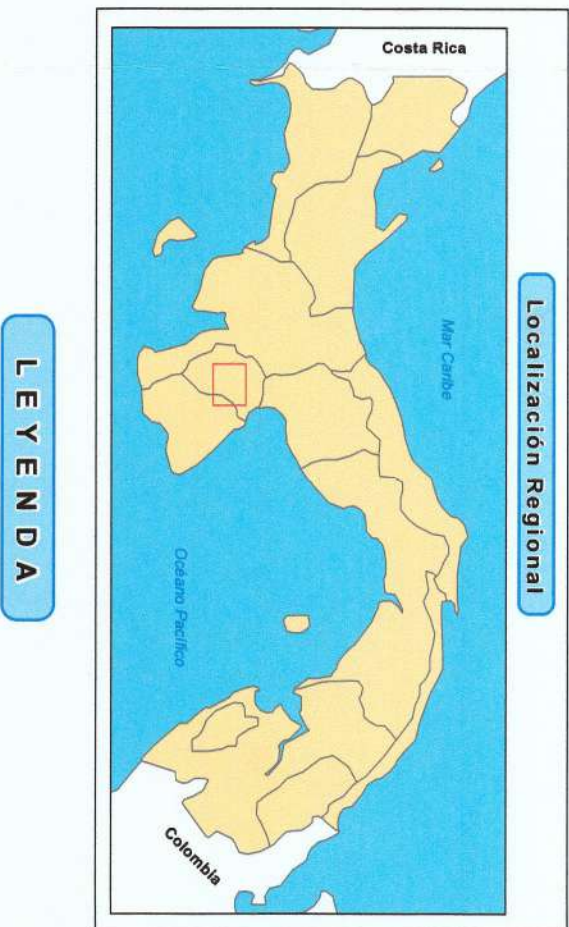 Localización Regional
Costa Rica
Mar Caribe
Océano Pacífico
Colombia
LEYENDA